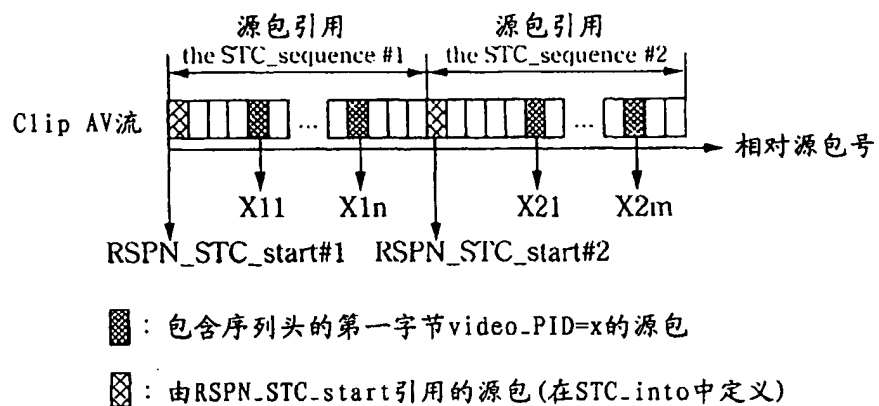 源包引用 源包引用
the STC_sequence #1 the STC_sequence #2
Clip AV流 ... ...
相对源包号
X11 X1n X21 X2m
RSPN_STC_start#1 RSPN_STC_start#2
: 包含序列头的第一字节video_PID=x的源包
: 由RSPN_STC_start引用的源包(在STC_into中定义)